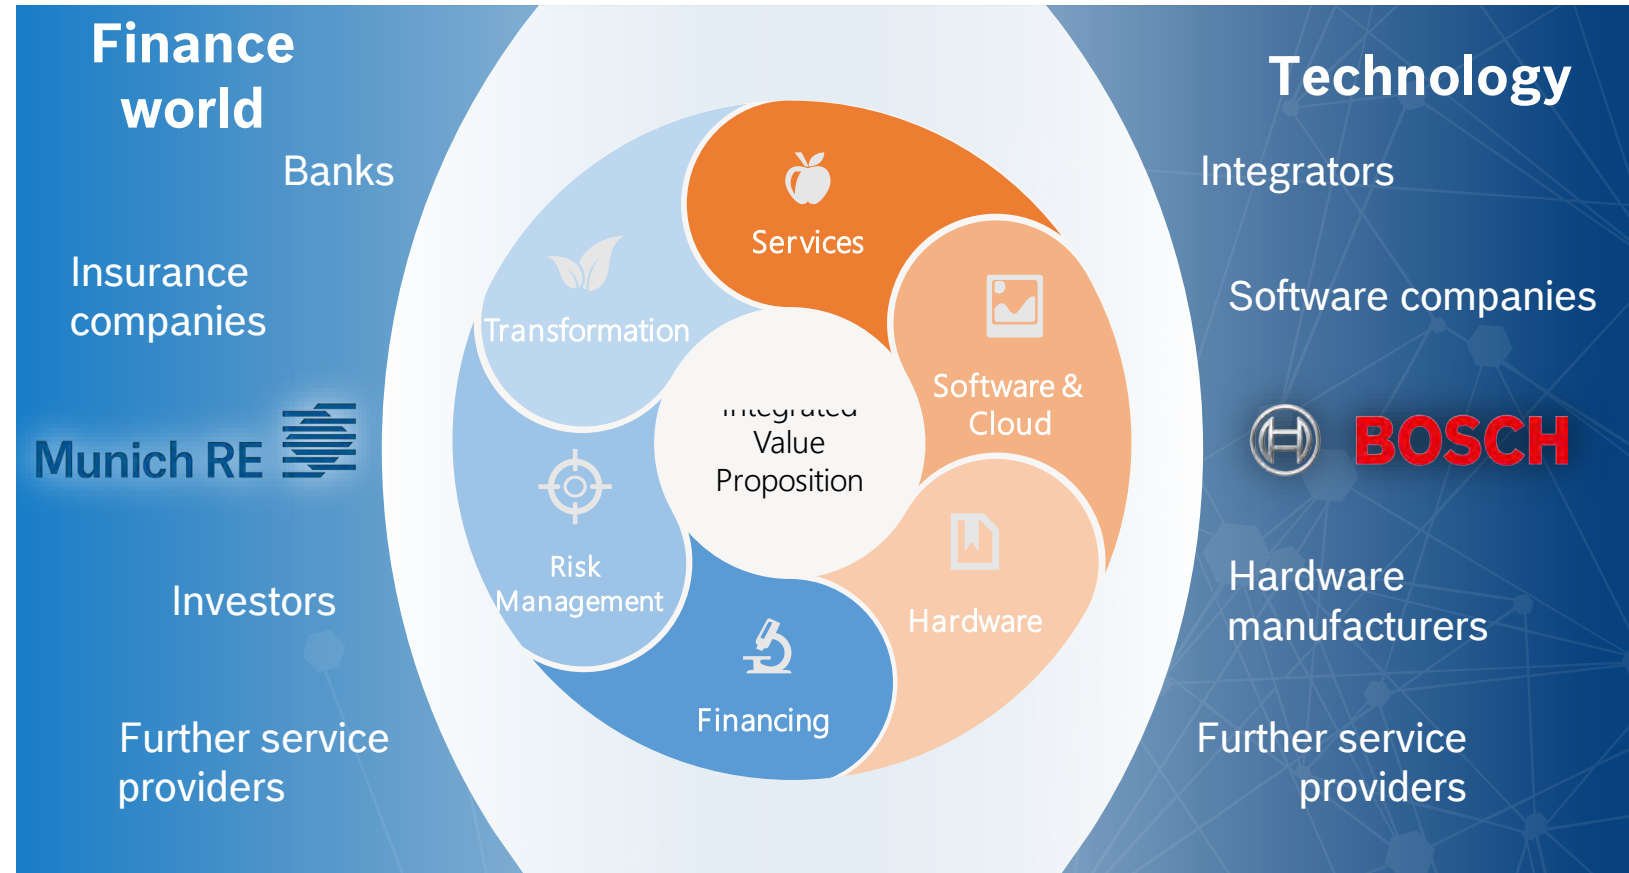 Finance
world
Banks
Insurance
companies
Munich RE
Investors
Further service
providers
Services
Transformation
Software &
Cloud
Integrated
Value
Proposition
Risk
Management
Hardware
Financing
Technology
Integrators
Software companies
BOSCH
Hardware
manufacturers
Further service
providers